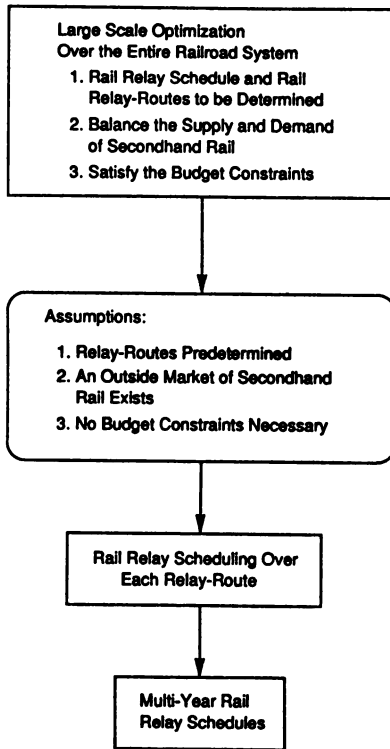 Large Scale Optimization
Over the Entire Railroad System
1. Rail Relay Schedule and Rail
Relay-Routes to be Determined
2. Balance the Supply and Demand
of Secondhand Rail
3. Satisfy the Budget Constraints
Assumptions:
1. Relay-Routes Predetermined
2. An Outside Market of Secondhand
Rail Exists
3. No Budget Constraints Necessary
Rail Relay Scheduling Over
Each Relay-Route
Multi-Year Rail
Relay Schedules